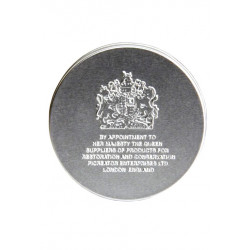 BY APPOINTMENT TO
HER MAJESTY THE QUEEN
SUPPLIERS OF PRODUCTS FOR
RESTORATION AND CONSERVATION
PICREATOR ENTERPRISES LTD
LONDON ENGLAND